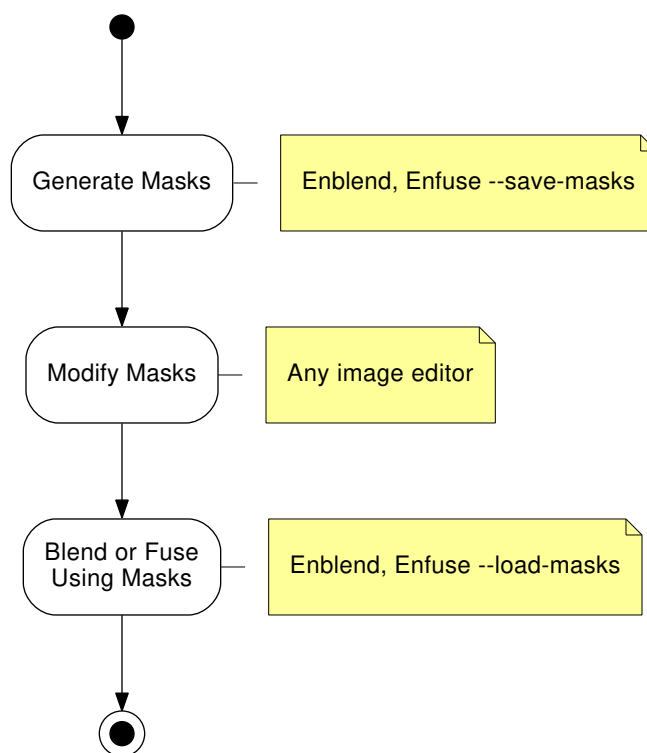 Generate Masks
Enblend, Enfuse --save-masks
Modify Masks
Any image editor
Blend or Fuse
Using Masks
Enblend, Enfuse --load-masks